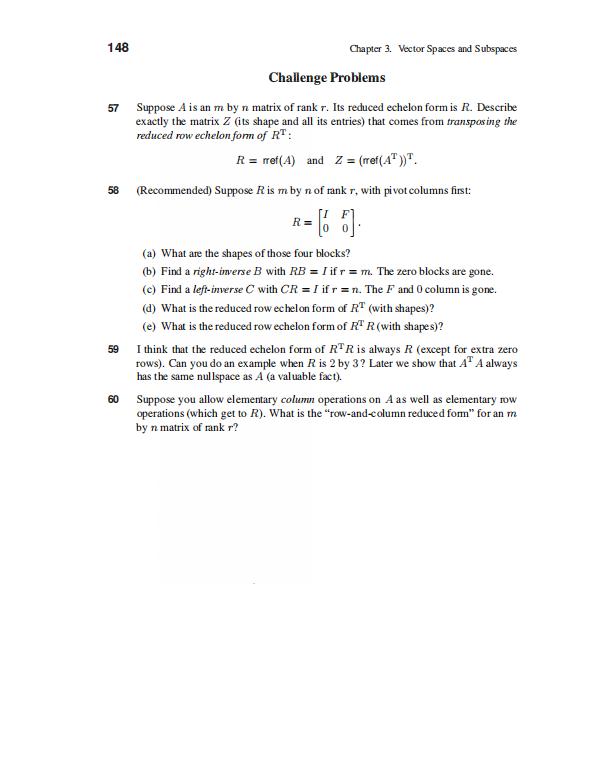 148
Chapter 3. Vector Spaces and Subspaces
Challenge Problems
57 Suppose A is an m by n matrix of rank r. Its reduced echelon form is R. Describe
exactly the matrix Z (its shape and all its entries) that comes from transposing the
reduced row echelon form of Rᵀ:
R = rref(A) and Z = (rref(Aᵀ))ᵀ.
58 (Recommended) Suppose R is m by n of rank r, with pivot columns first:
R = [I F
0 0].
(a) What are the shapes of those four blocks?
(b) Find a right-inverse B with RB = I if r = m. The zero blocks are gone.
(c) Find a left-inverse C with CR = I if r = n. The F and 0 column is gone.
(d) What is the reduced row echelon form of Rᵀ (with shapes)?
(e) What is the reduced row echelon form of RᵀR (with shapes)?
59 I think that the reduced echelon form of RᵀR is always R (except for extra zero
rows). Can you do an example when R is 2 by 3? Later we show that AᵀA always
has the same nullspace as A (a valuable fact).
60 Suppose you allow elementary column operations on A as well as elementary row
operations (which get to R). What is the “row-and-column reduced form” for an m
by n matrix of rank r?